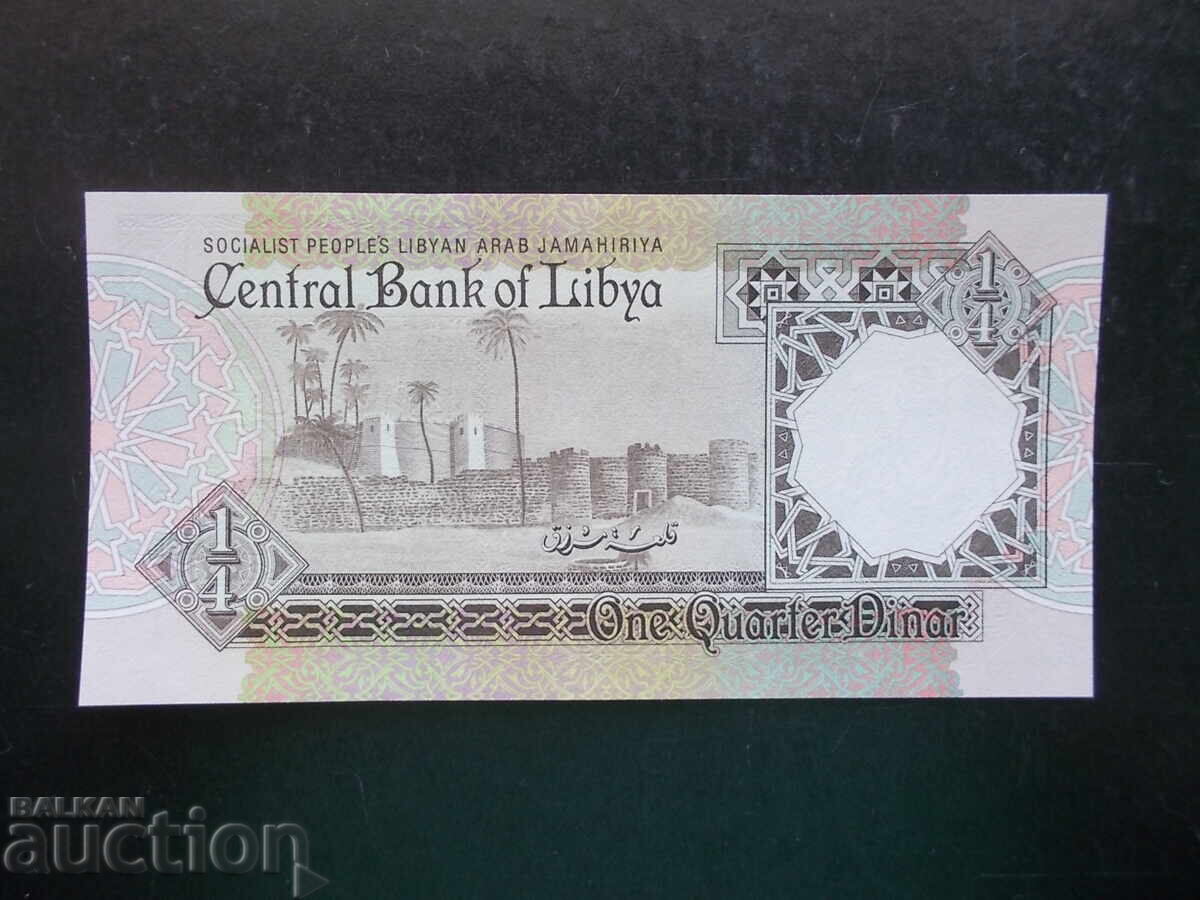 SOCIALIST PEOPLE'S LIBYAN ARAB JAMAHIRIYA
Central Bank of Libya
1/4
قلعة مرزق
1/4
One Quarter Dinar
BALKAN
auction